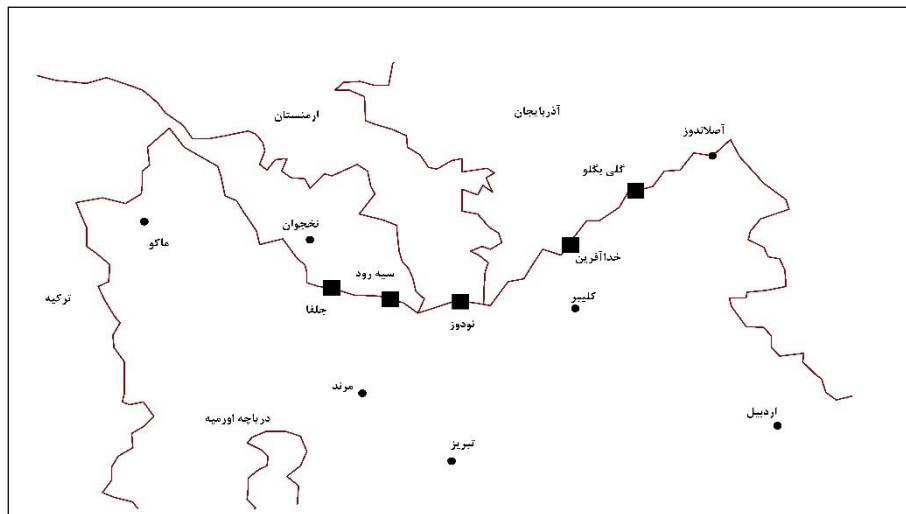 آذربایجان
ارمنستان
آصلاندوز
گلی بگلو
نخجوان
ماکو
خداآفرین
سیه رود
ترکیه
جلفا
کلیبر
نودوز
مرند
دریاچه اورمیه
تبریز
اردبیل